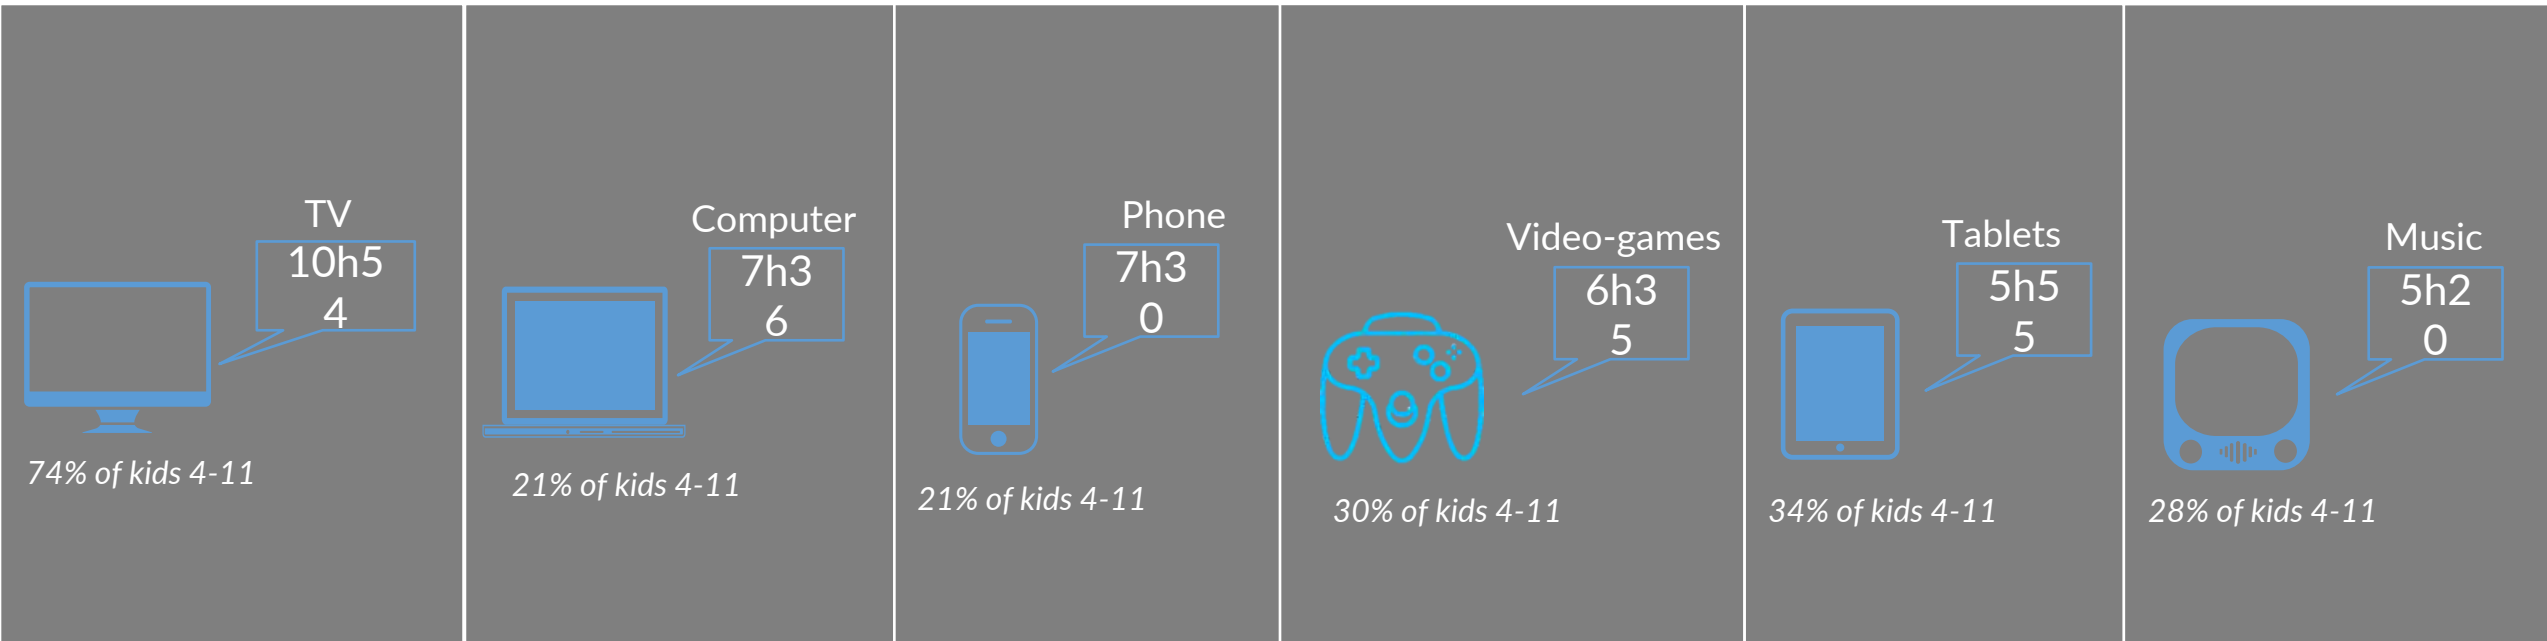 TV
10h5
4
74% of kids 4-11
Computer
7h3
6
21% of kids 4-11
Phone
7h3
0
21% of kids 4-11
Video-games
6h3
5
30% of kids 4-11
Tablets
5h5
5
34% of kids 4-11
Music
5h2
0
28% of kids 4-11